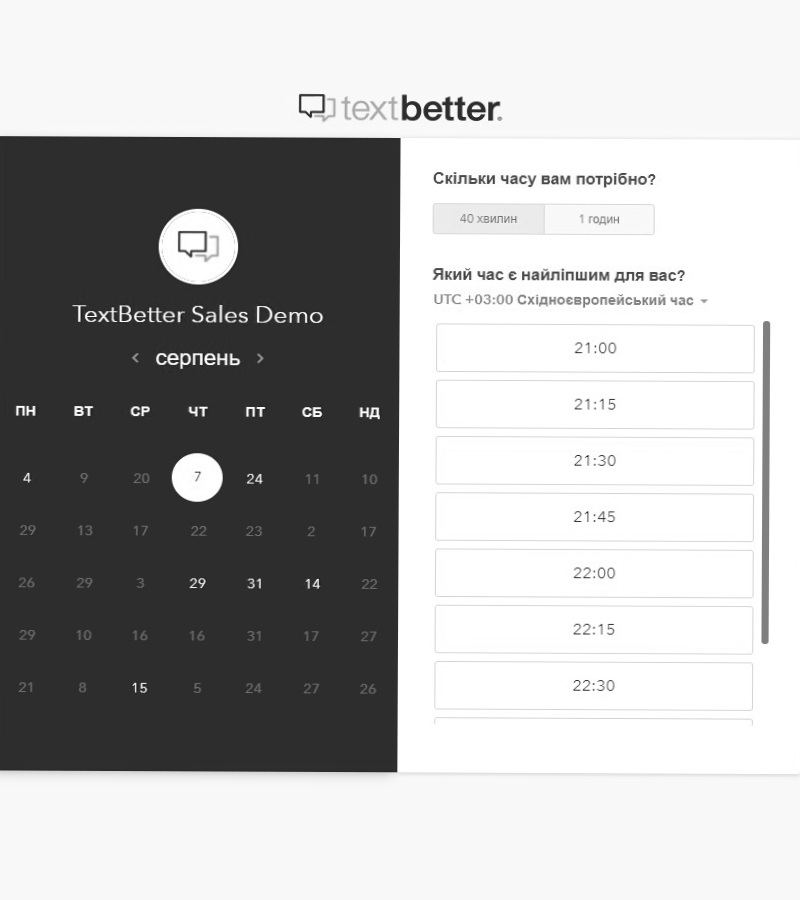 textbetter.
TextBetter Sales Demo
серпень
ПН ВТ СР ЧТ ПТ СБ НД
4 9 20 7 24 11 10
29 13 17 22 23 2 17
26 29 3 29 31 14 22
29 10 16 16 31 17 27
21 8 15 5 24 27 26
Скільки часу вам потрібно?
40 хвилин 1 годин
Який час є найліпшим для вас?
UTC +03:00 Східноєвропейський час
21:00
21:15
21:30
21:45
22:00
22:15
22:30